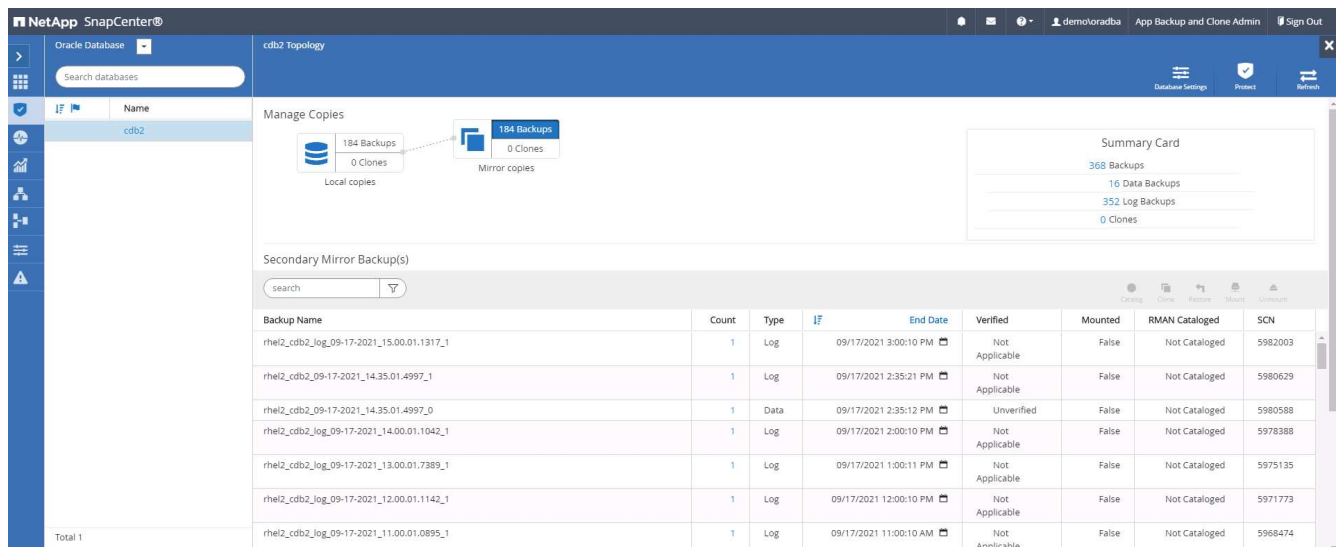 NetApp SnapCenter®
demo\oradba App Backup and Clone Admin Sign Out
Oracle Database
cdb2 Topology
Search databases
Database Settings Protect Refresh
Name
cdb2
Total 1
Manage Copies
184 Backups
0 Clones
Local copies
184 Backups
0 Clones
Mirror copies
Summary Card
368 Backups
16 Data Backups
352 Log Backups
0 Clones
Secondary Mirror Backup(s)
search
Catalog Clone Restore Mount Unmount
Backup Name Count Type End Date Verified Mounted RMAN Cataloged SCN
rhel2_cdb2_log_09-17-2021_15.00.01.1317_1 1 Log 09/17/2021 3:00:10 PM Not Applicable False Not Cataloged 5982003
rhel2_cdb2_09-17-2021_14.35.01.4997_1 1 Log 09/17/2021 2:35:21 PM Not Applicable False Not Cataloged 5980629
rhel2_cdb2_09-17-2021_14.35.01.4997_0 1 Data 09/17/2021 2:35:12 PM Unverified False Not Cataloged 5980588
rhel2_cdb2_log_09-17-2021_14.00.01.1042_1 1 Log 09/17/2021 2:00:10 PM Not Applicable False Not Cataloged 5978388
rhel2_cdb2_log_09-17-2021_13.00.01.7389_1 1 Log 09/17/2021 1:00:11 PM Not Applicable False Not Cataloged 5975135
rhel2_cdb2_log_09-17-2021_12.00.01.1142_1 1 Log 09/17/2021 12:00:10 PM Not Applicable False Not Cataloged 5971773
rhel2_cdb2_log_09-17-2021_11.00.01.0895_1 1 Log 09/17/2021 11:00:10 AM Not Applicable False Not Cataloged 5968474